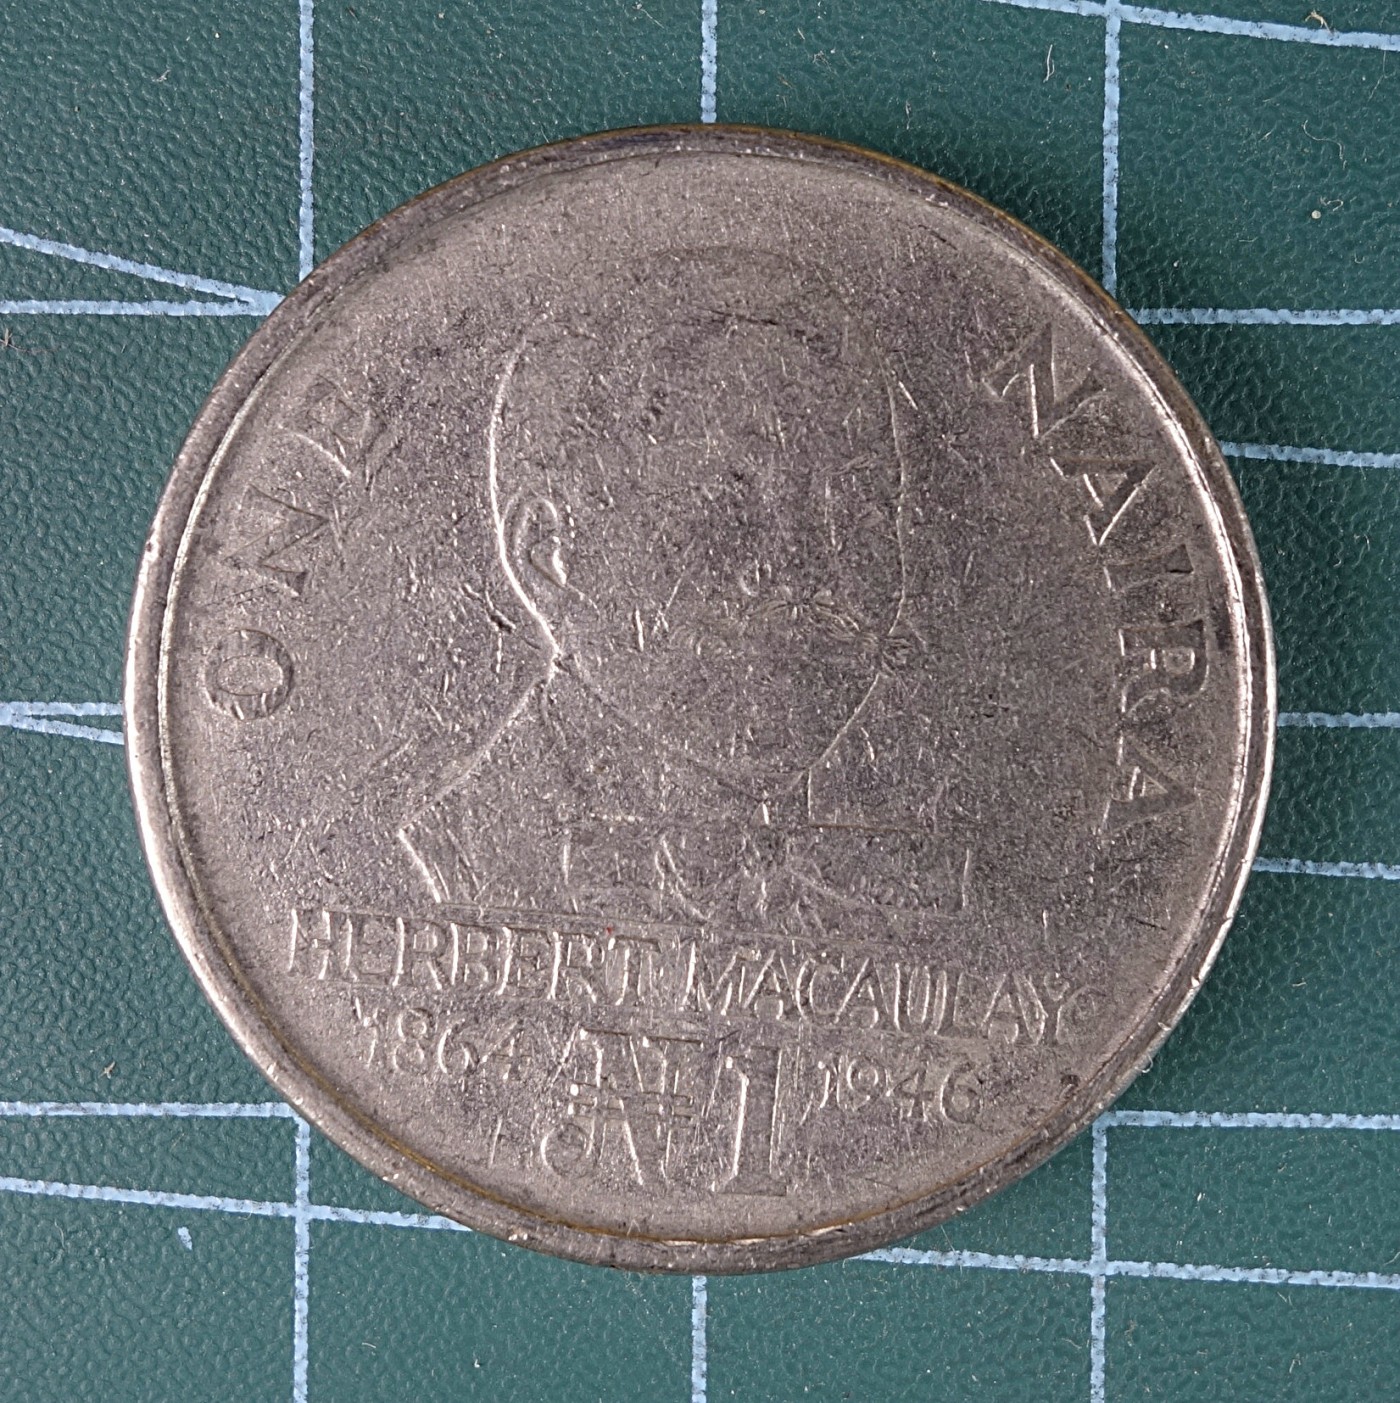 ONE NAIRA
HERBERT MACAULAY
1864 ₦1 1946